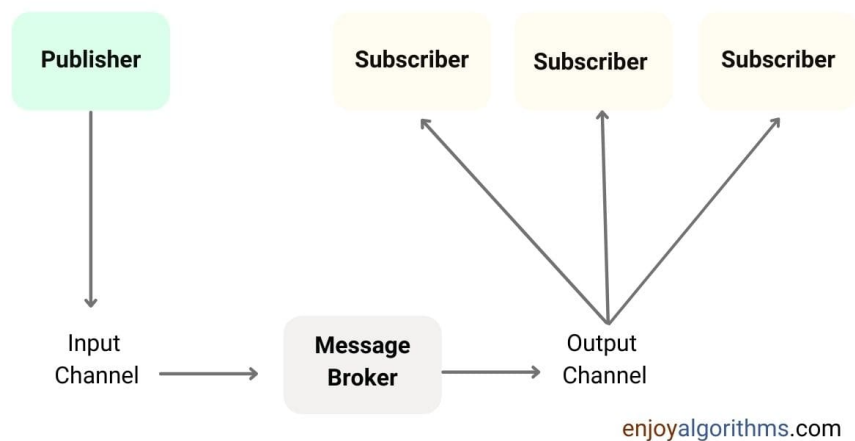 Publisher
Subscriber
Subscriber
Subscriber
Input
Channel
Message
Broker
Output
Channel
enjoyalgorithms.com